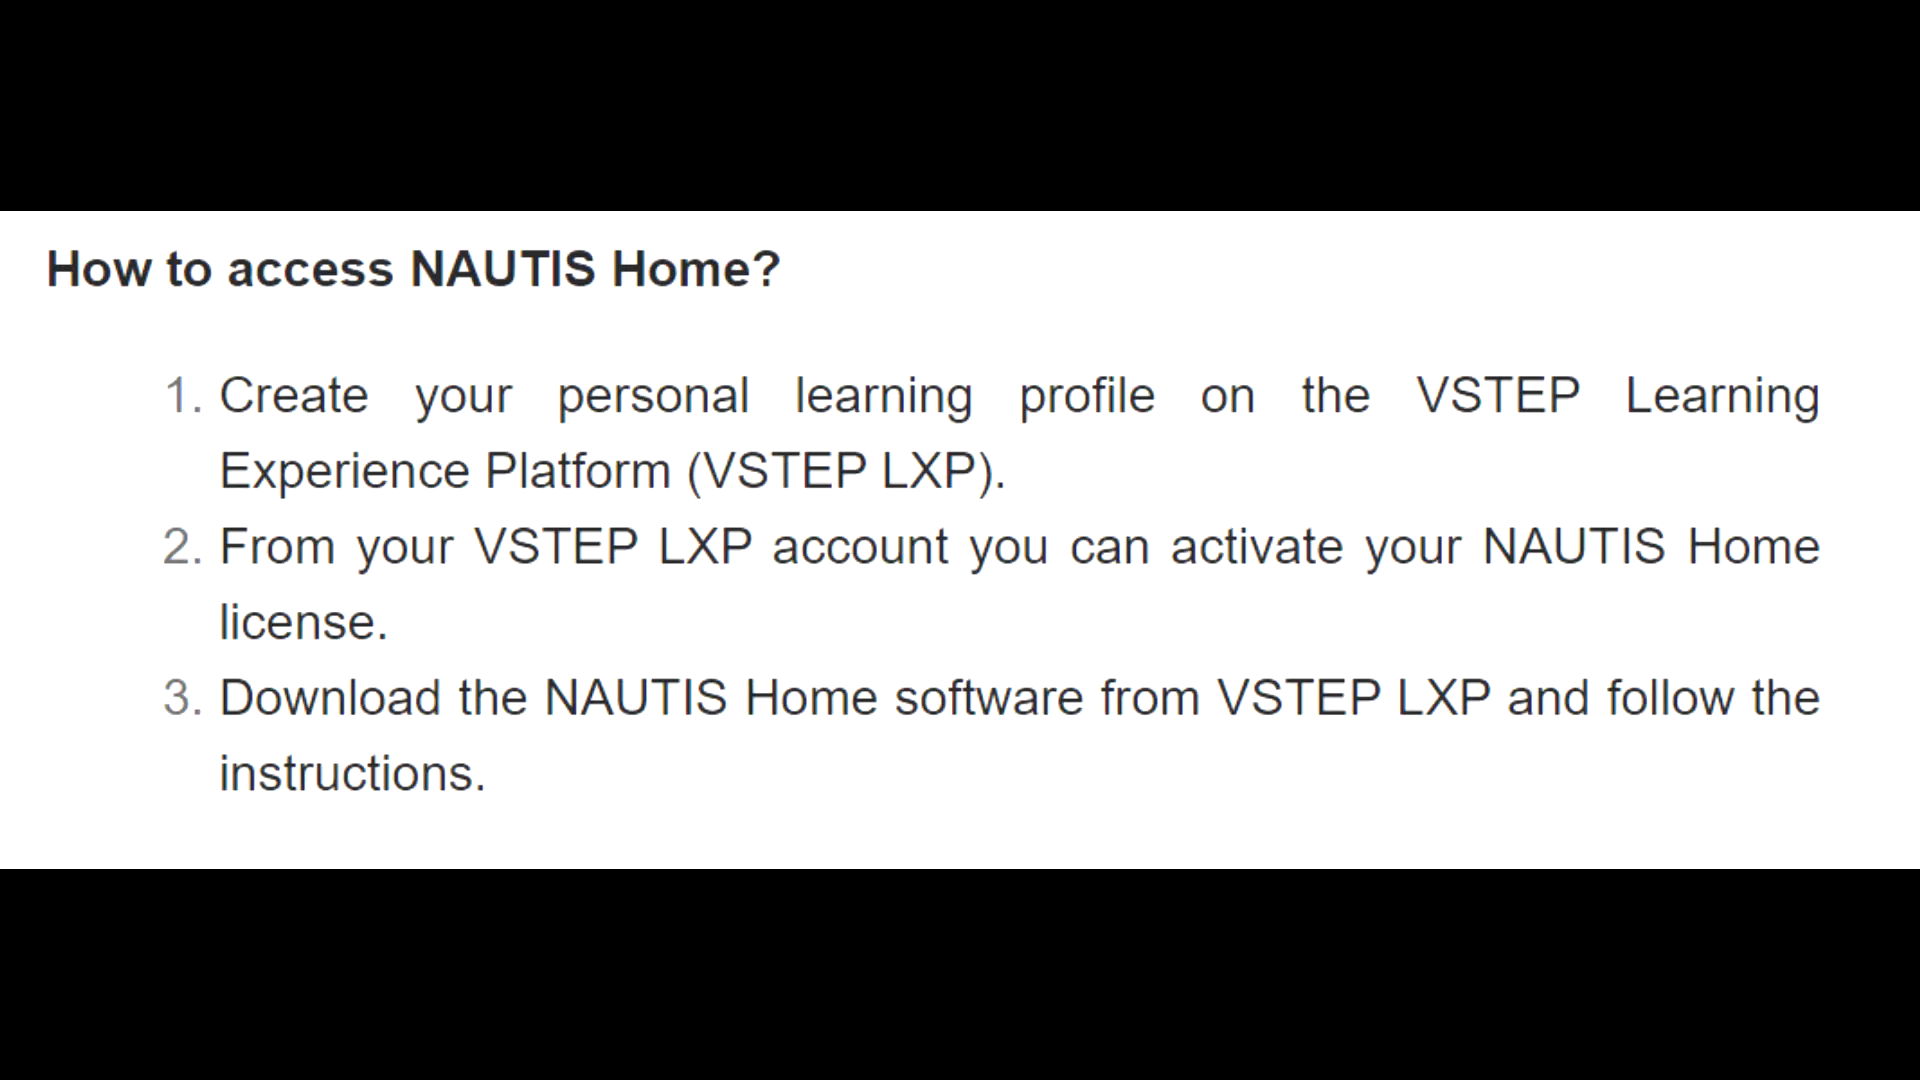 How to access NAUTIS Home?
1. Create your personal learning profile on the VSTEP Learning
Experience Platform (VSTEP LXP).
2. From your VSTEP LXP account you can activate your NAUTIS Home
license.
3. Download the NAUTIS Home software from VSTEP LXP and follow the
instructions.